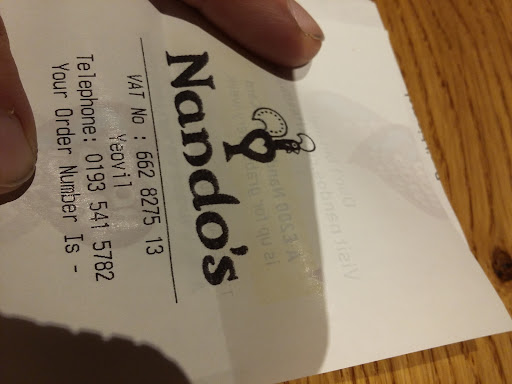 Nando's
VAT No : 662 8275 13
Yeovil
Telephone: 0193 541 5782
Your Order Number Is -